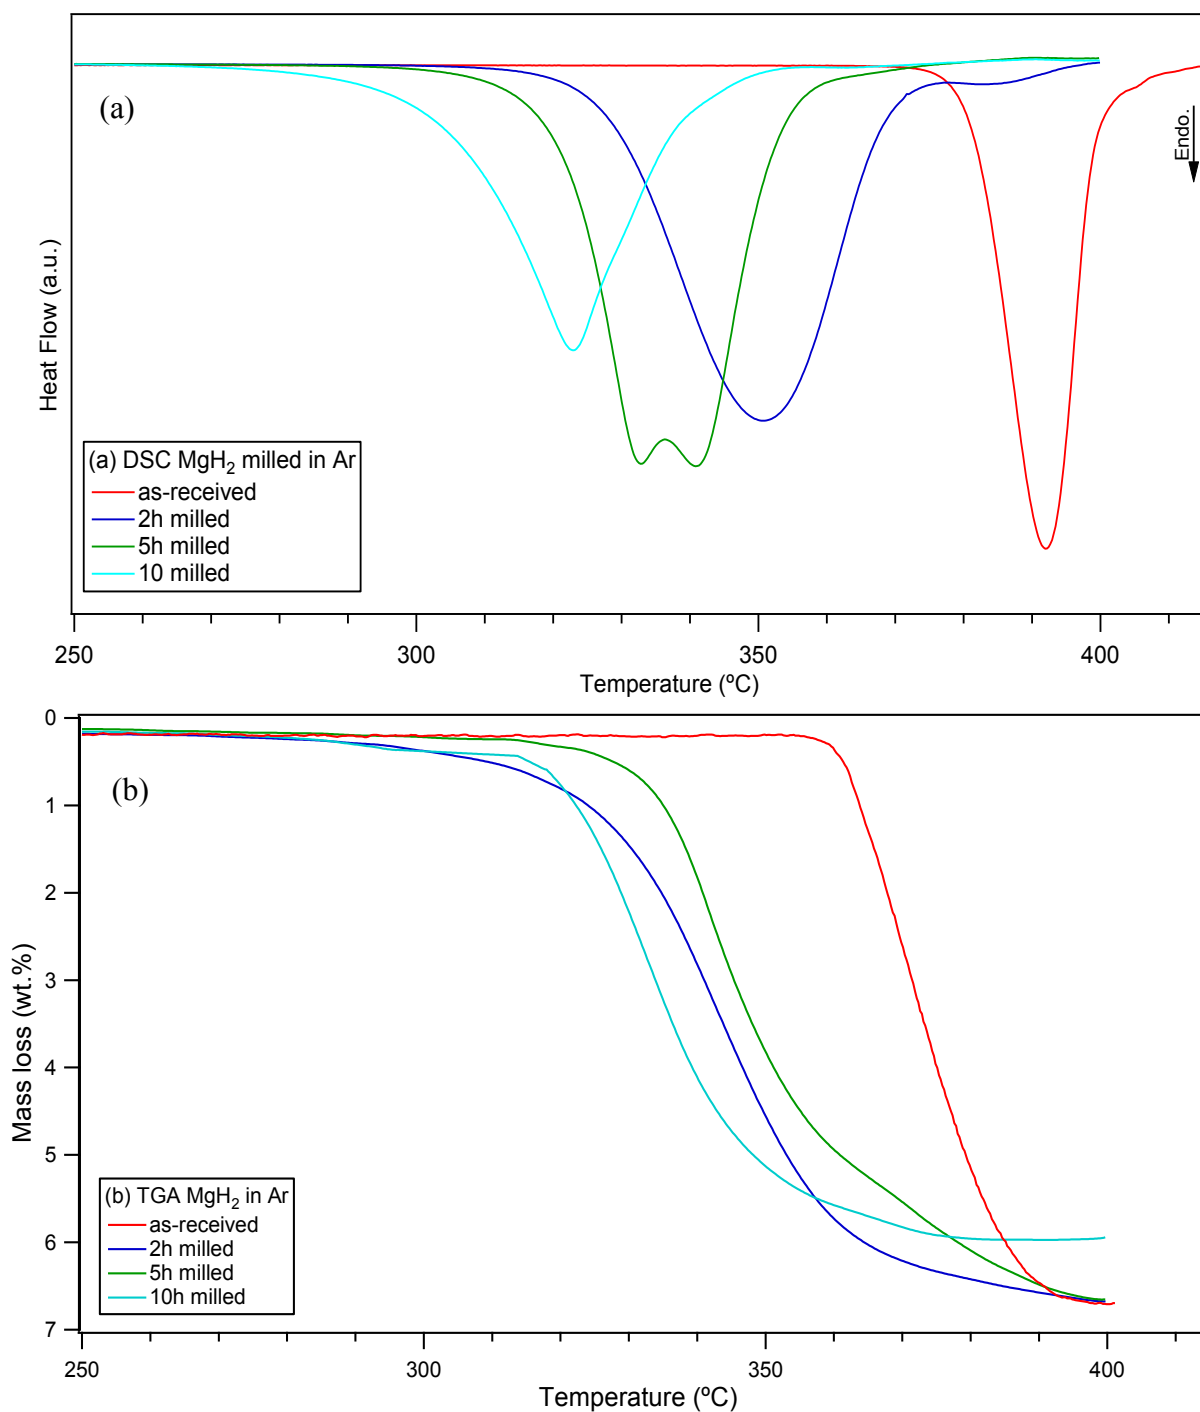 (a)
Endo.
Heat Flow (a.u.)
(a) DSC MgH₂ milled in Ar
as-received
2h milled
5h milled
10 milled
250 300 350 400
Temperature (ºC)
0
1
2
3
4
5
6
7
(b)
Mass loss (wt.%)
(b) TGA MgH₂ in Ar
as-received
2h milled
5h milled
10h milled
250 300 350 400
Temperature (ºC)